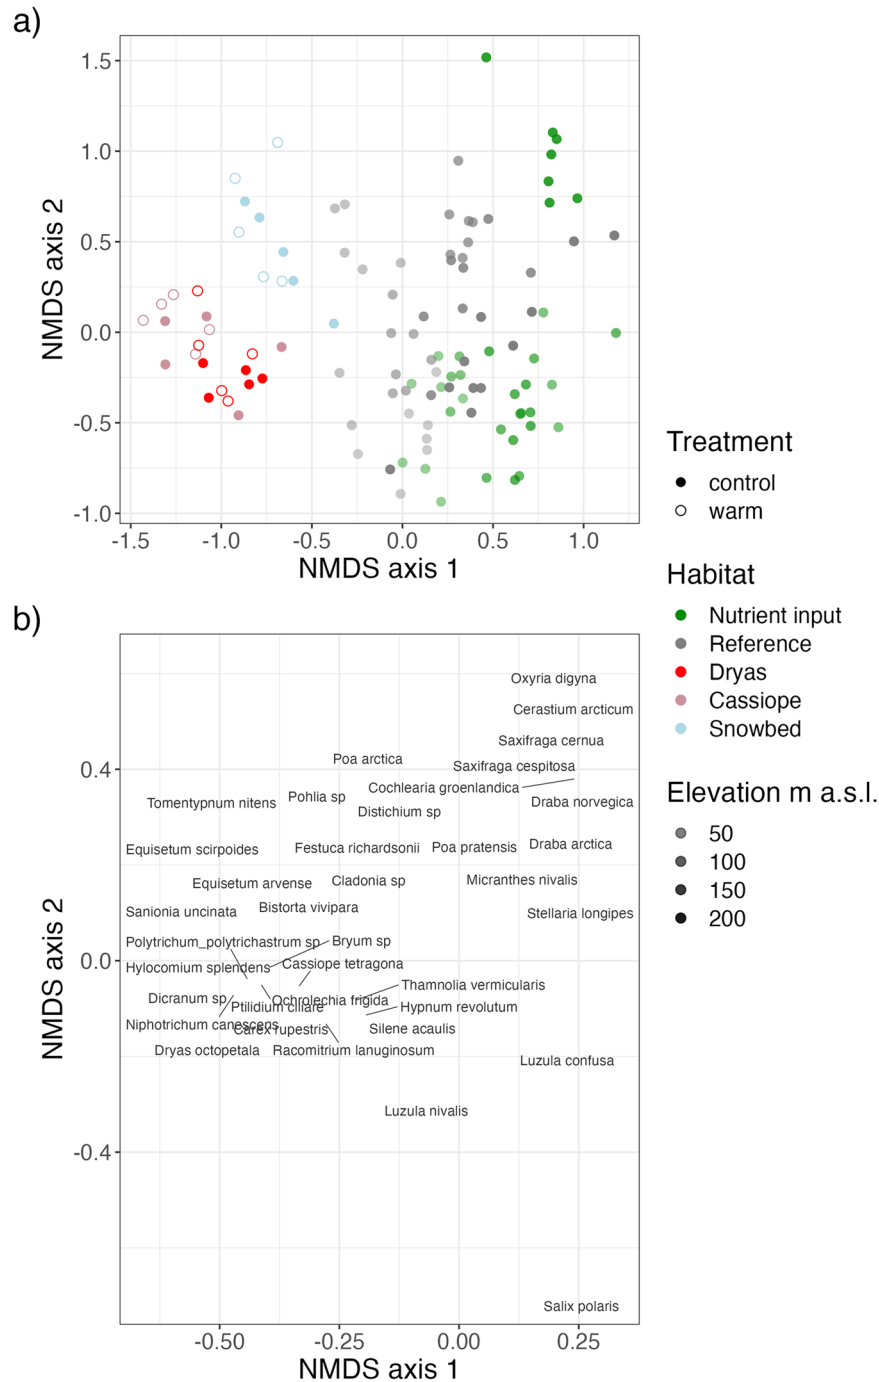 a)
1.5
1.0
0.5
0.0
-0.5
-1.0
NMDS axis 2
-1.5
-1.0
-0.5
0.0
0.5
1.0
NMDS axis 1
Treatment
control
warm
Habitat
Nutrient input
Reference
Dryas
Cassiope
Snowbed
Elevation m a.s.l.
50
100
150
200
b)
Oxyria digyna
Cerastium arcticum
Saxifraga cernua
Poa arctica
Saxifraga cespitosa
Cochlearia groenlandica
Pohlia sp
Tomentypnum nitens
Draba norvegica
Distichium sp
Equisetum scirpoides
Festuca richardsonii
Poa pratensis
Draba arctica
Equisetum arvense
Cladonia sp
Micranthes nivalis
Sanionia uncinata
Bistorta vivipara
Stellaria longipes
Polytrichum_polytrichastrum sp
Bryum sp
Hylocomium splendens
Cassiope tetragona
Thamnolia vermicularis
Dicranum sp
Ochrolechia frigida
Ptilidium ciliare
Hypnum revolutum
Niphotrichum canescens
Carex rupestris
Silene acaulis
Dryas octopetala
Racomitrium lanuginosum
Luzula confusa
Luzula nivalis
Salix polaris
0.4
0.0
-0.4
NMDS axis 2
-0.50
-0.25
0.00
0.25
NMDS axis 1